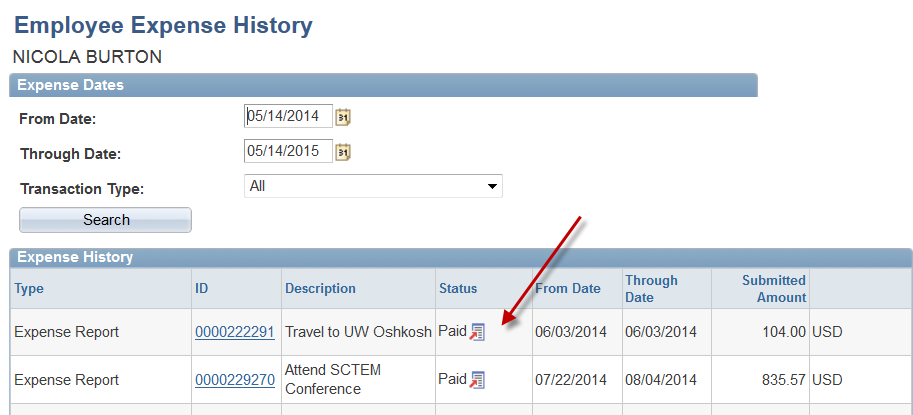 Employee Expense History
NICOLA BURTON
Expense Dates
From Date: 05/14/2014 31
Through Date: 05/14/2015 31
Transaction Type: All
Search
Expense History
Type ID Description Status From Date Through Date Submitted Amount
Expense Report 0000222291 Travel to UW Oshkosh Paid 06/03/2014 06/03/2014 104.00 USD
Expense Report 0000229270 Attend SCTEM Conference Paid 07/22/2014 08/04/2014 835.57 USD